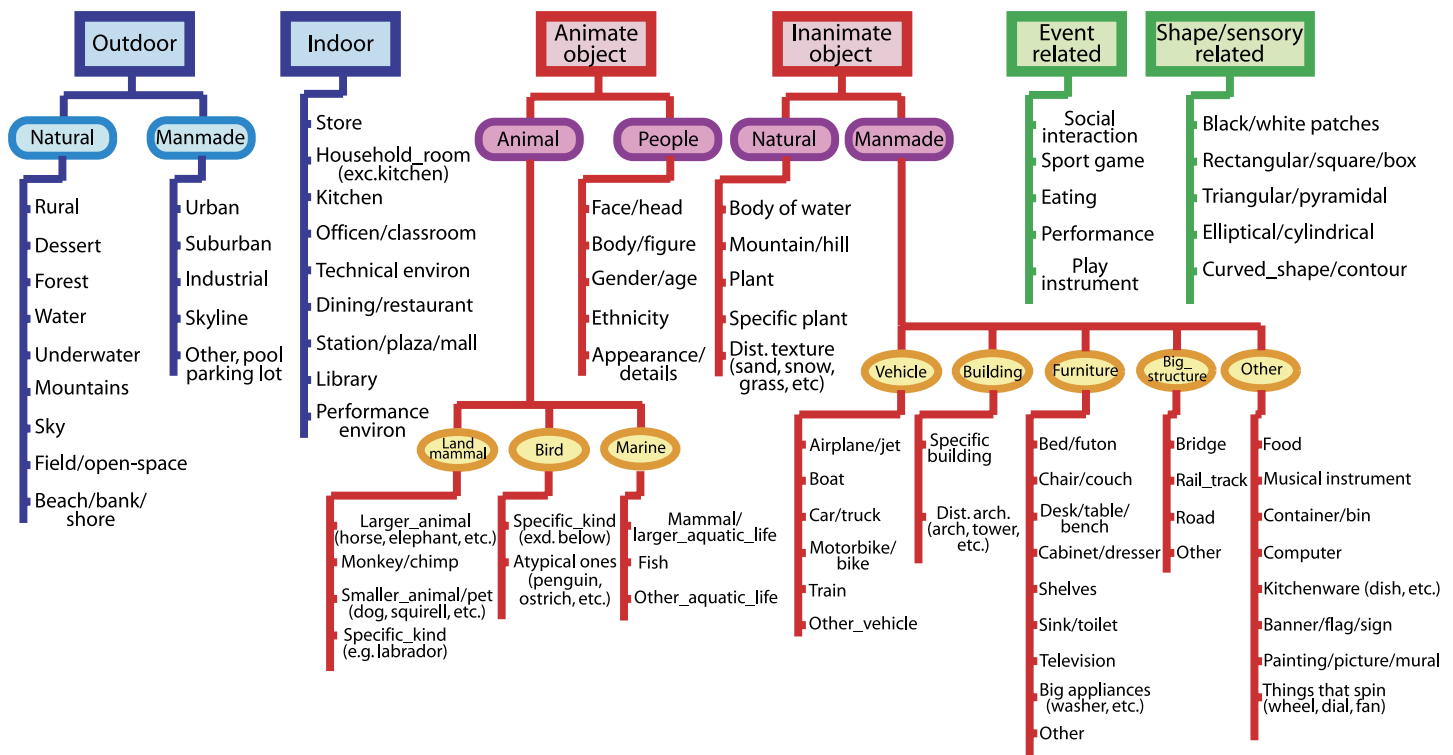 Outdoor
Natural
Rural
Dessert
Forest
Water
Underwater
Mountains
Sky
Field/open-space
Beach/bank/
shore
Manmade
Urban
Suburban
Industrial
Skyline
Other, pool
parking lot
Indoor
Store
Household_room
(exc.kitchen)
Kitchen
Officen/classroom
Technical environ
Dining/restaurant
Station/plaza/mall
Library
Performance
environ
Animate
object
Animal
Land
mammal
Larger_animal
(horse, elephant, etc.)
Monkey/chimp
Smaller_animal/pet
(dog, squirell, etc.)
Specific_kind
(e.g. labrador)
Bird
Specific_kind
(exd. below)
Atypical ones
(penguin,
ostrich, etc.)
Marine
Mammal/
larger_aquatic_life
Fish
Other_aquatic_life
People
Face/head
Body/figure
Gender/age
Ethnicity
Appearance/
details
Inanimate
object
Natural
Body of water
Mountain/hill
Plant
Specific plant
Dist. texture
(sand, snow,
grass, etc)
Manmade
Vehicle
Airplane/jet
Boat
Car/truck
Motorbike/
bike
Train
Other_vehicle
Building
Specific
building
Dist. arch.
(arch, tower,
etc.)
Furniture
Bed/futon
Chair/couch
Desk/table/
bench
Cabinet/dresser
Shelves
Sink/toilet
Television
Big appliances
(washer, etc.)
Other
Big_
structure
Bridge
Rail_track
Road
Other
Other
Food
Musical instrument
Container/bin
Computer
Kitchenware (dish, etc.)
Banner/flag/sign
Painting/picture/mural
Things that spin
(wheel, dial, fan)
Event
related
Social
interaction
Sport game
Eating
Performance
Play
instrument
Shape/sensory
related
Black/white patches
Rectangular/square/box
Triangular/pyramidal
Elliptical/cylindrical
Curved_shape/contour